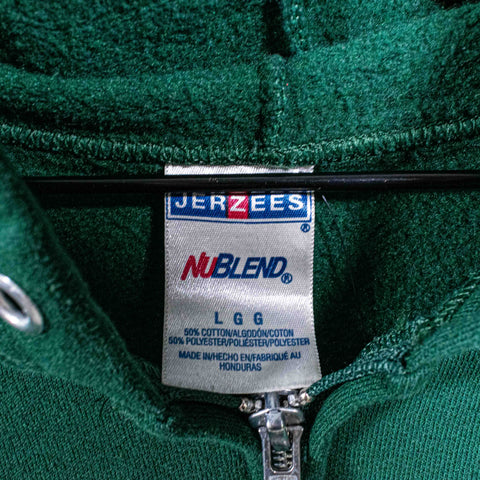 JERZEES
®
NUBLEND®
L G G
50% COTTON/ALGODÓN/COTON
50% POLYESTER/POLIÉSTER/POLYESTER
MADE IN/HECHO EN/FABRIQUÉ AU
HONDURAS